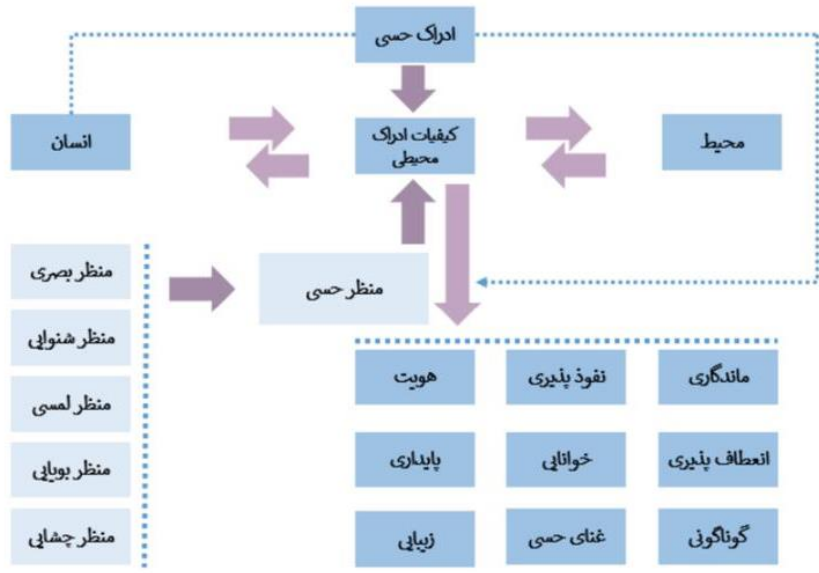 ادراک حسی
انسان
کیفیات ادراک
محیطی
محیط
منظر بصری
منظر شنوایی
منظر لمسی
منظر بویایی
منظر چشایی
منظر حسی
ماندگاری
نفوذ پذیری
هویت
انعطاف پذیری
خوانایی
پایداری
گوناگونی
غنای حسی
زیبایی